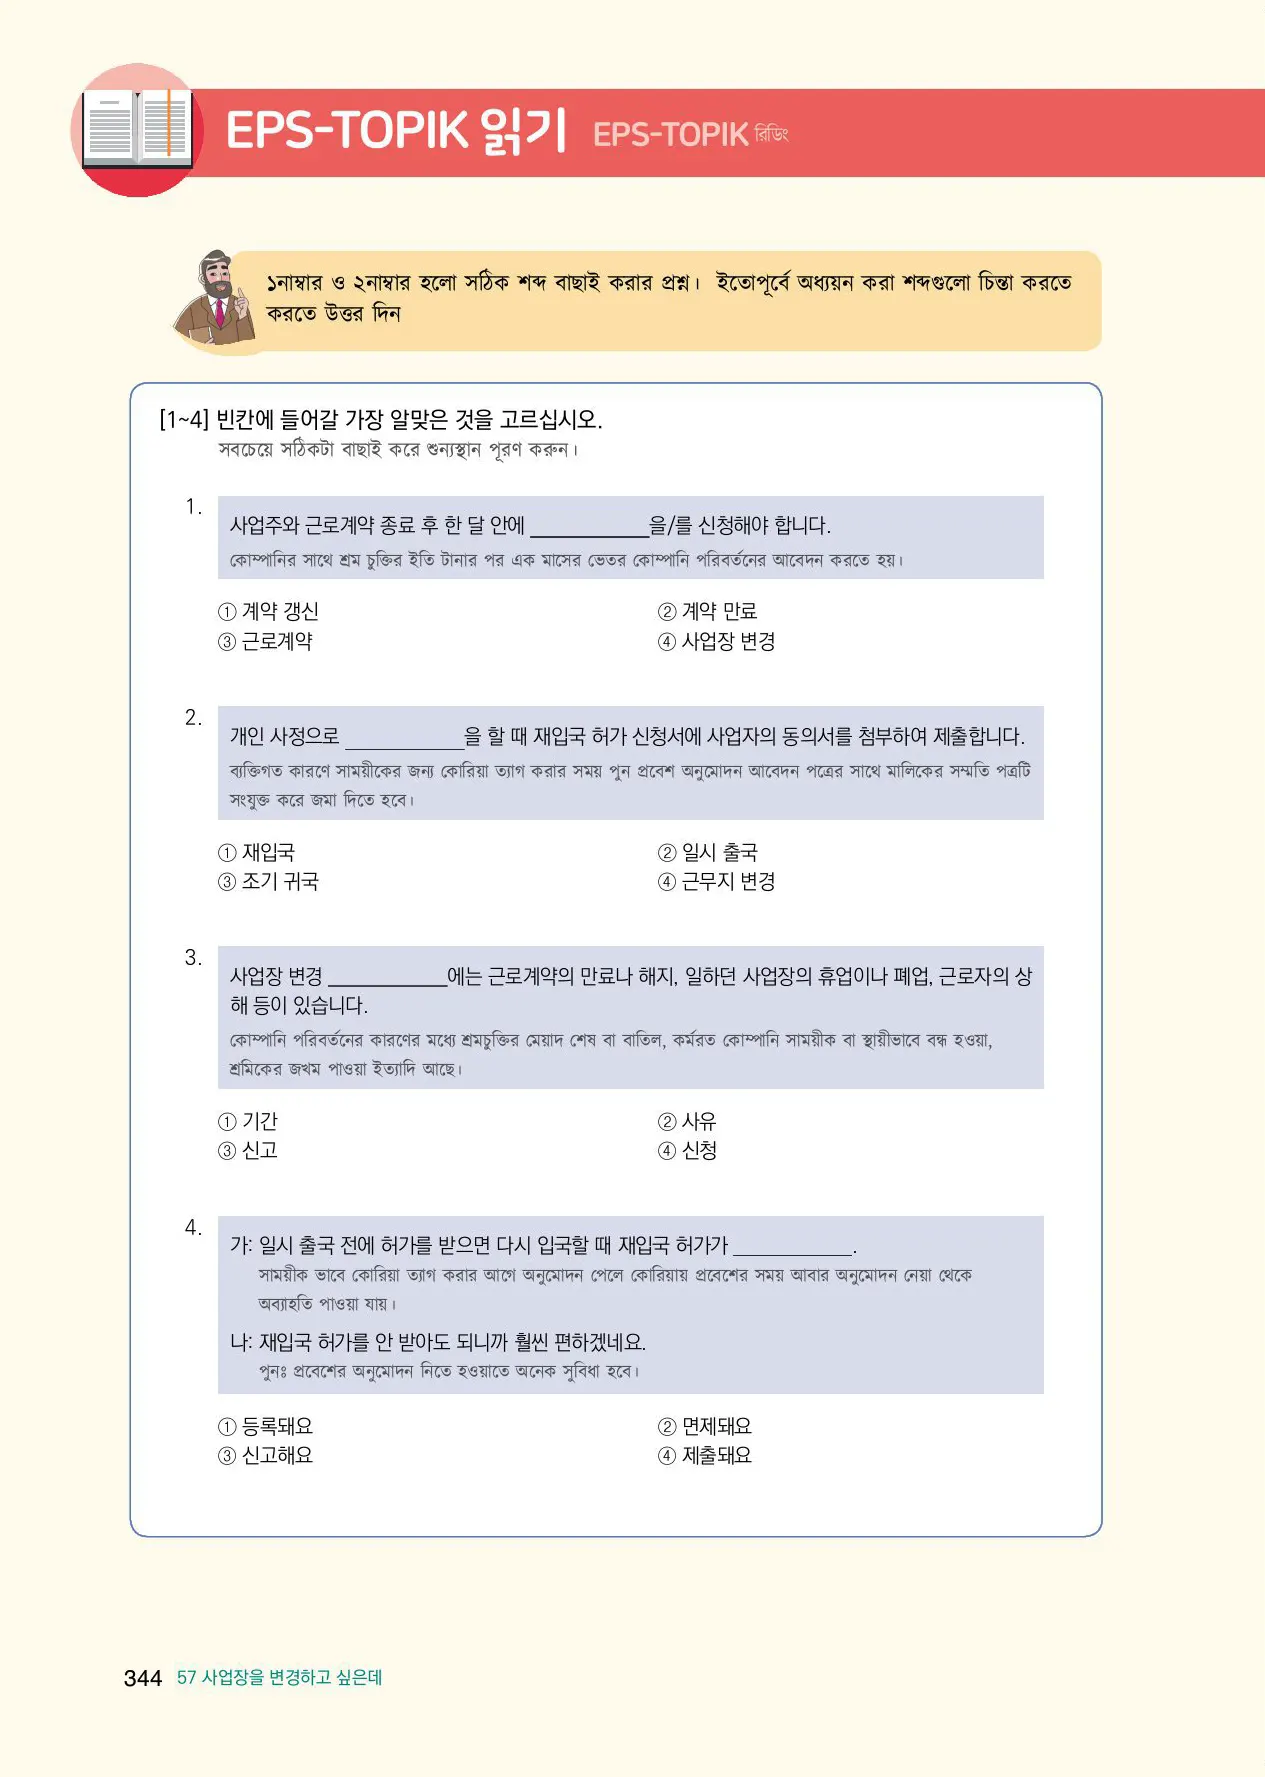 EPS-TOPIK 읽기 EPS-TOPIK রিডিং
১নাম্বার ও ২নাম্বার হলো সঠিক শব্দ বাছাই করার প্রশ্ন। ইতোপূর্বে অধ্যয়ন করা শব্দগুলো চিন্তা করতে
করতে উত্তর দিন
[1~4] 빈칸에 들어갈 가장 알맞은 것을 고르십시오.
সবচেয়ে সঠিকটা বাছাই করে শুন্যস্থান পূরণ করুন।
1. 사업주와 근로계약 종료 후 한 달 안에 ____________을/를 신청해야 합니다.
কোম্পানির সাথে শ্রম চুক্তির ইতি টানার পর এক মাসের ভেতর কোম্পানি পরিবর্তনের আবেদন করতে হয়।
① 계약 갱신 ② 계약 만료
③ 근로계약 ④ 사업장 변경
2. 개인 사정으로 ____________을 할 때 재입국 허가 신청서에 사업자의 동의서를 첨부하여 제출합니다.
ব্যক্তিগত কারণে সাময়ীকের জন্য কোরিয়া ত্যাগ করার সময় পুন প্রবেশ অনুমোদন আবেদন পত্রের সাথে মালিকের সম্মতি পত্রটি
সংযুক্ত করে জমা দিতে হবে।
① 재입국 ② 일시 출국
③ 조기 귀국 ④ 근무지 변경
3. 사업장 변경 ____________에는 근로계약의 만료나 해지, 일하던 사업장의 휴업이나 폐업, 근로자의 상
해 등이 있습니다.
কোম্পানি পরিবর্তনের কারণের মধ্যে শ্রমচুক্তির মেয়াদ শেষ বা বাতিল, কর্মরত কোম্পানি সাময়ীক বা স্থায়ীভাবে বন্ধ হওয়া,
শ্রমিকের জখম পাওয়া ইত্যাদি আছে।
① 기간 ② 사유
③ 신고 ④ 신청
4. 가: 일시 출국 전에 허가를 받으면 다시 입국할 때 재입국 허가가 ____________.
সাময়ীক ভাবে কোরিয়া ত্যাগ করার আগে অনুমোদন পেলে কোরিয়ায় প্রবেশের সময় আবার অনুমোদন নেয়া থেকে
অব্যাহতি পাওয়া যায়।
나: 재입국 허가를 안 받아도 되니까 훨씬 편하겠네요.
পুনঃ প্রবেশের অনুমোদন নিতে হওয়াতে অনেক সুবিধা হবে।
① 등록돼요 ② 면제돼요
③ 신고해요 ④ 제출돼요
344 57 사업장을 변경하고 싶은데